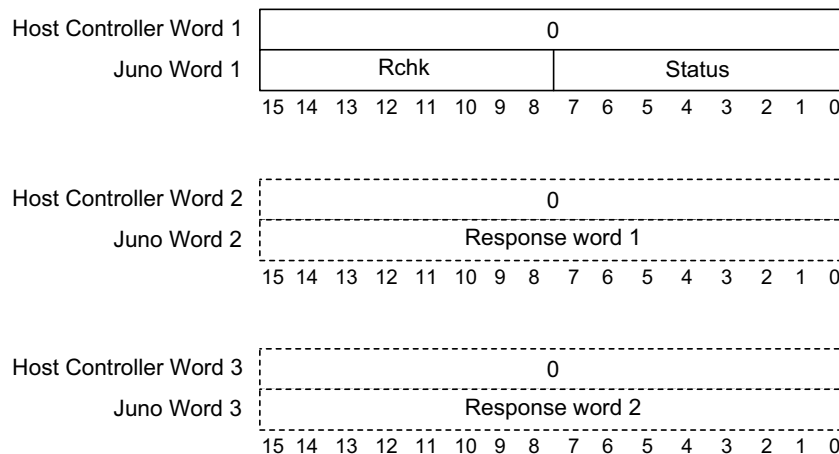 Host Controller Word 1 0
Juno Word 1 Rchk Status
15 14 13 12 11 10 9 8 7 6 5 4 3 2 1 0
Host Controller Word 2 0
Juno Word 2 Response word 1
15 14 13 12 11 10 9 8 7 6 5 4 3 2 1 0
Host Controller Word 3 0
Juno Word 3 Response word 2
15 14 13 12 11 10 9 8 7 6 5 4 3 2 1 0